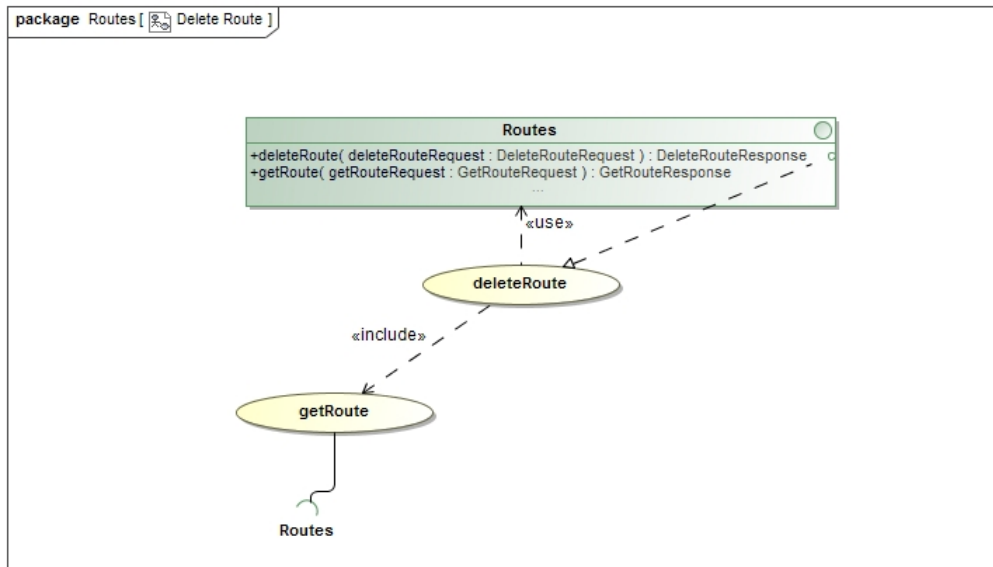 package Routes [ Delete Route ]
Routes
+deleteRoute( deleteRouteRequest : DeleteRouteRequest ) : DeleteRouteResponse
+getRoute( getRouteRequest : GetRouteRequest ) : GetRouteResponse
...
«use»
deleteRoute
«include»
getRoute
Routes